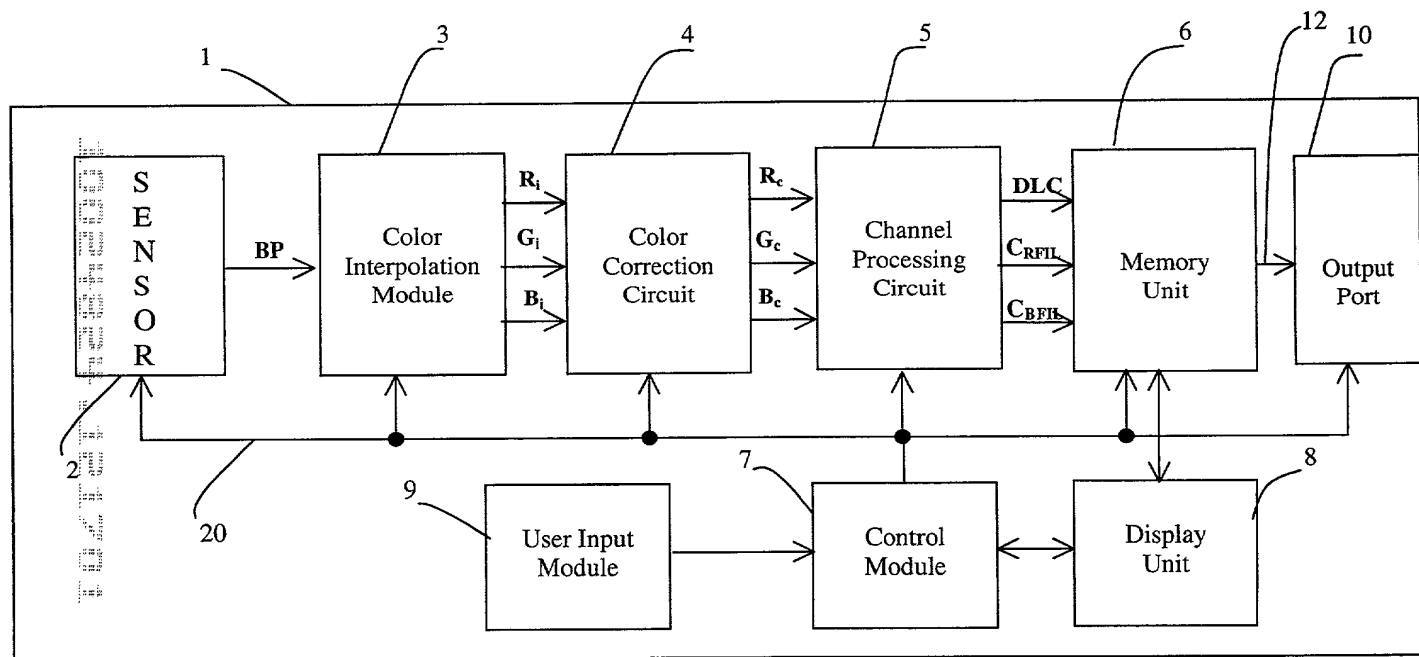 1
3
4
5
6
12
10
SENSOR
BP
Color
Interpolation
Module
Ri
Gi
Bi
Color
Correction
Circuit
Rc
Gc
Bc
Channel
Processing
Circuit
DLC
CRFIL
CBFIL
Memory
Unit
Output
Port
2
20
9
User Input
Module
7
Control
Module
8
Display
Unit